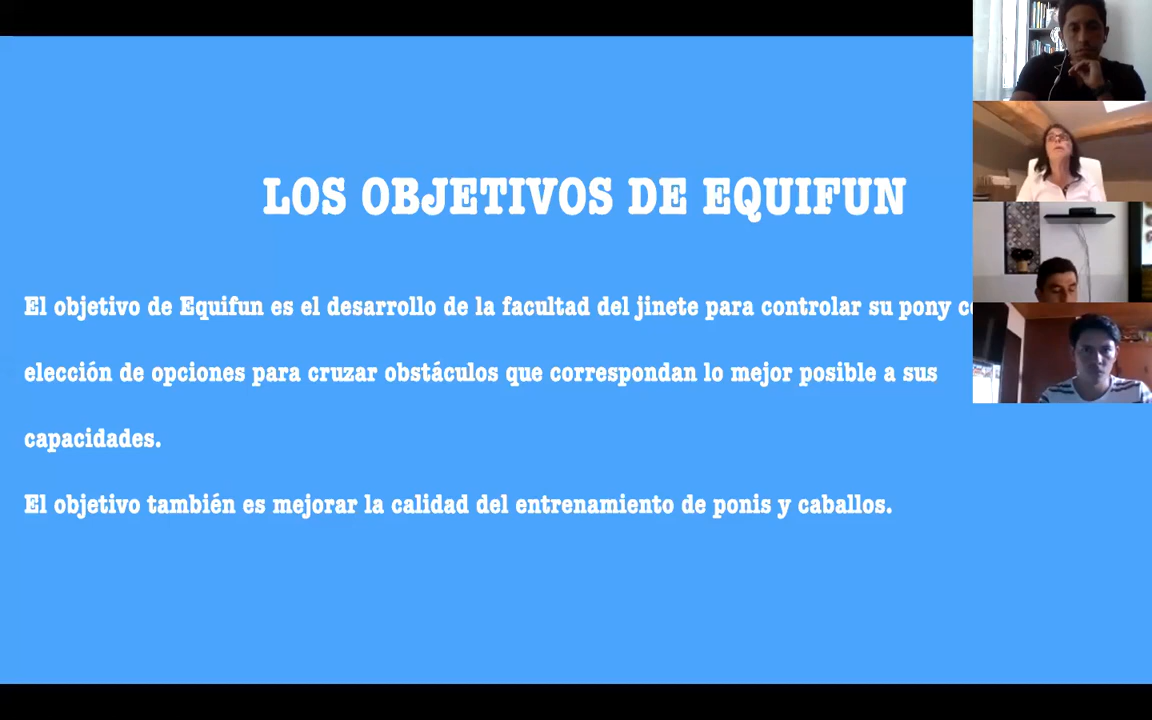 LOS OBJETIVOS DE EQUIFUN
El objetivo de Equifun es el desarrollo de la facultad del jinete para controlar su pony
elección de opciones para cruzar obstáculos que correspondan lo mejor posible a sus
capacidades.
El objetivo también es mejorar la calidad del entrenamiento de ponis y caballos.